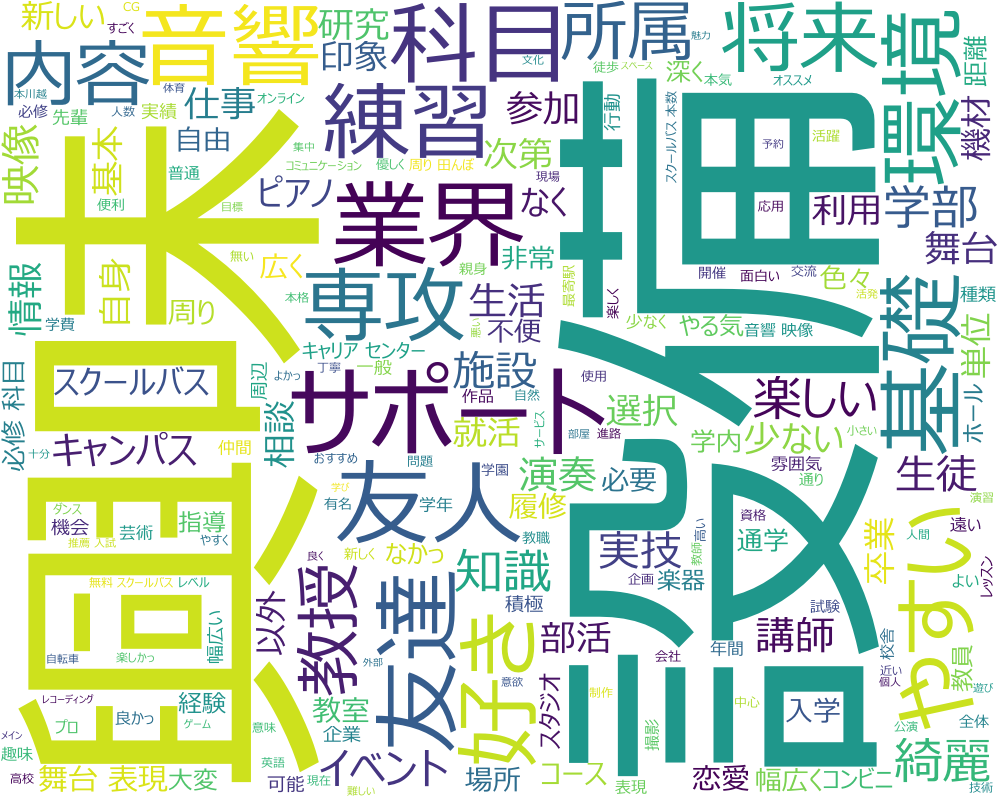 新しい
CG
すごく
音響
研究
科目
所属
魅力
将来
環境
内容
本川越
体育
印象
文化
徒歩
スペース
深く
本気
オススメ
距離
必修
先輩
人数
実績
仕事
オンライン
練習
参加
行動
スクールバス 本数
活躍
機材
映像
基本
自由
集中
次第
予約
普通
コミュニケーション
優しく
周り 田んぼ
現場
便利
目標
ピアノ
業界
なく
応用
利用
学部
木
設備
自身
無い
広く
親身
非常
最寄駅
開催
面白い
交流
色々
舞台
情報
周り
専攻
本格
生活
楽しく
活発
種類
学費
悪い
不便
少なく
やる気
音響 映像
単位
基礎
キャリア センター
丁寧
一般
よかっ
施設
スクールバス
周辺
サポート
作品
自然
使用
楽しい
ホール
必修 科目
相談
就活
サービス
部屋
進路
選択
学内
少ない
小さい
キャンパス
仲間
十分
おすすめ
問題
友人
学園
演奏
必要
雰囲気
通り
生徒
演習
ダンス
機会
芸術
指導
有名
学年
履修
実技
資格
高い
通学
卒業
人間
遠い
推薦 入試
やすく
学び
新しく
なかっ
良く
教職
教師
無料 スクールバス
レベル
教授
友達
知識
積極
企画
楽器
試験
よい
レッスン
個
幅広い
以外
好き
部活
講師
やすい
自転車
楽しかっ
外部
会社
年間
校舎
近い
個人
教員
遊び
レコーディング
経験
意欲
スタジオ
制作
中心
入学
プロ
良かっ
ゲーム
意味
教室
企業
撮影
公演
全体
メイン
趣味
英語
イベント
コース
綺麗
高校
舞台
表現
大変
可能
現在
難しい
場所
表現
恋愛
幅広く
コンビニ
技術